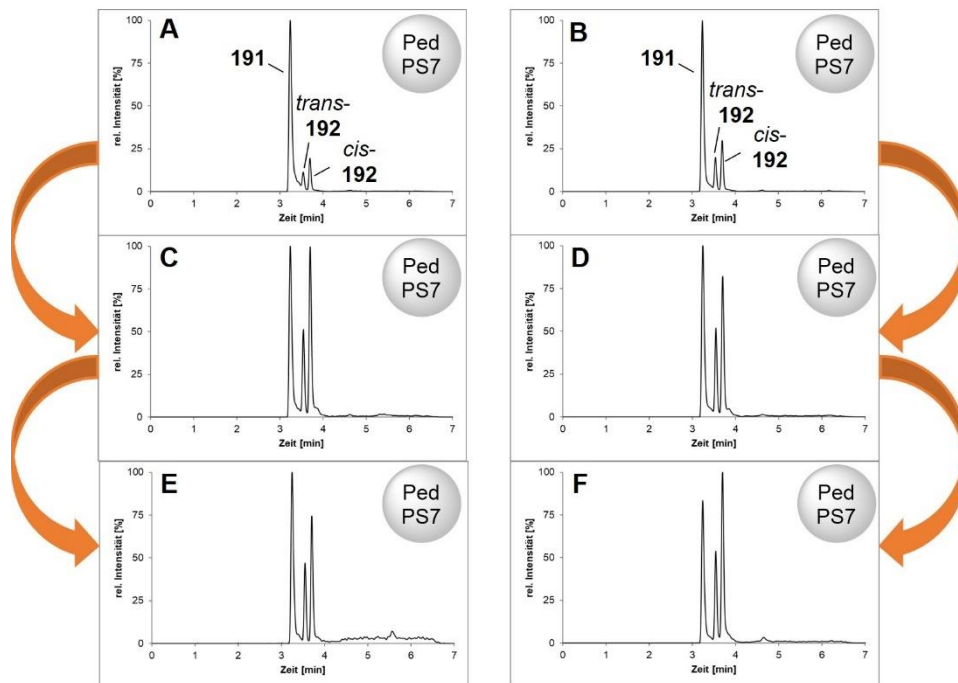 A
Ped
PS7
191
trans-
192
cis-
192
rel. Intensität [%]
100
75
50
25
0
0 1 2 3 4 5 6 7
Zeit [min]
B
Ped
PS7
191
trans-
192
cis-
192
rel. Intensität [%]
100
75
50
25
0
0 1 2 3 4 5 6 7
Zeit [min]
C
Ped
PS7
rel. Intensität [%]
100
75
50
25
0
0 1 2 3 4 5 6 7
Zeit [min]
D
Ped
PS7
rel. Intensität [%]
100
75
50
25
0
0 1 2 3 4 5 6 7
Zeit [min]
E
Ped
PS7
rel. Intensität [%]
100
75
50
25
0
0 1 2 3 4 5 6 7
Zeit [min]
F
Ped
PS7
rel. Intensität [%]
100
75
50
25
0
0 1 2 3 4 5 6 7
Zeit [min]